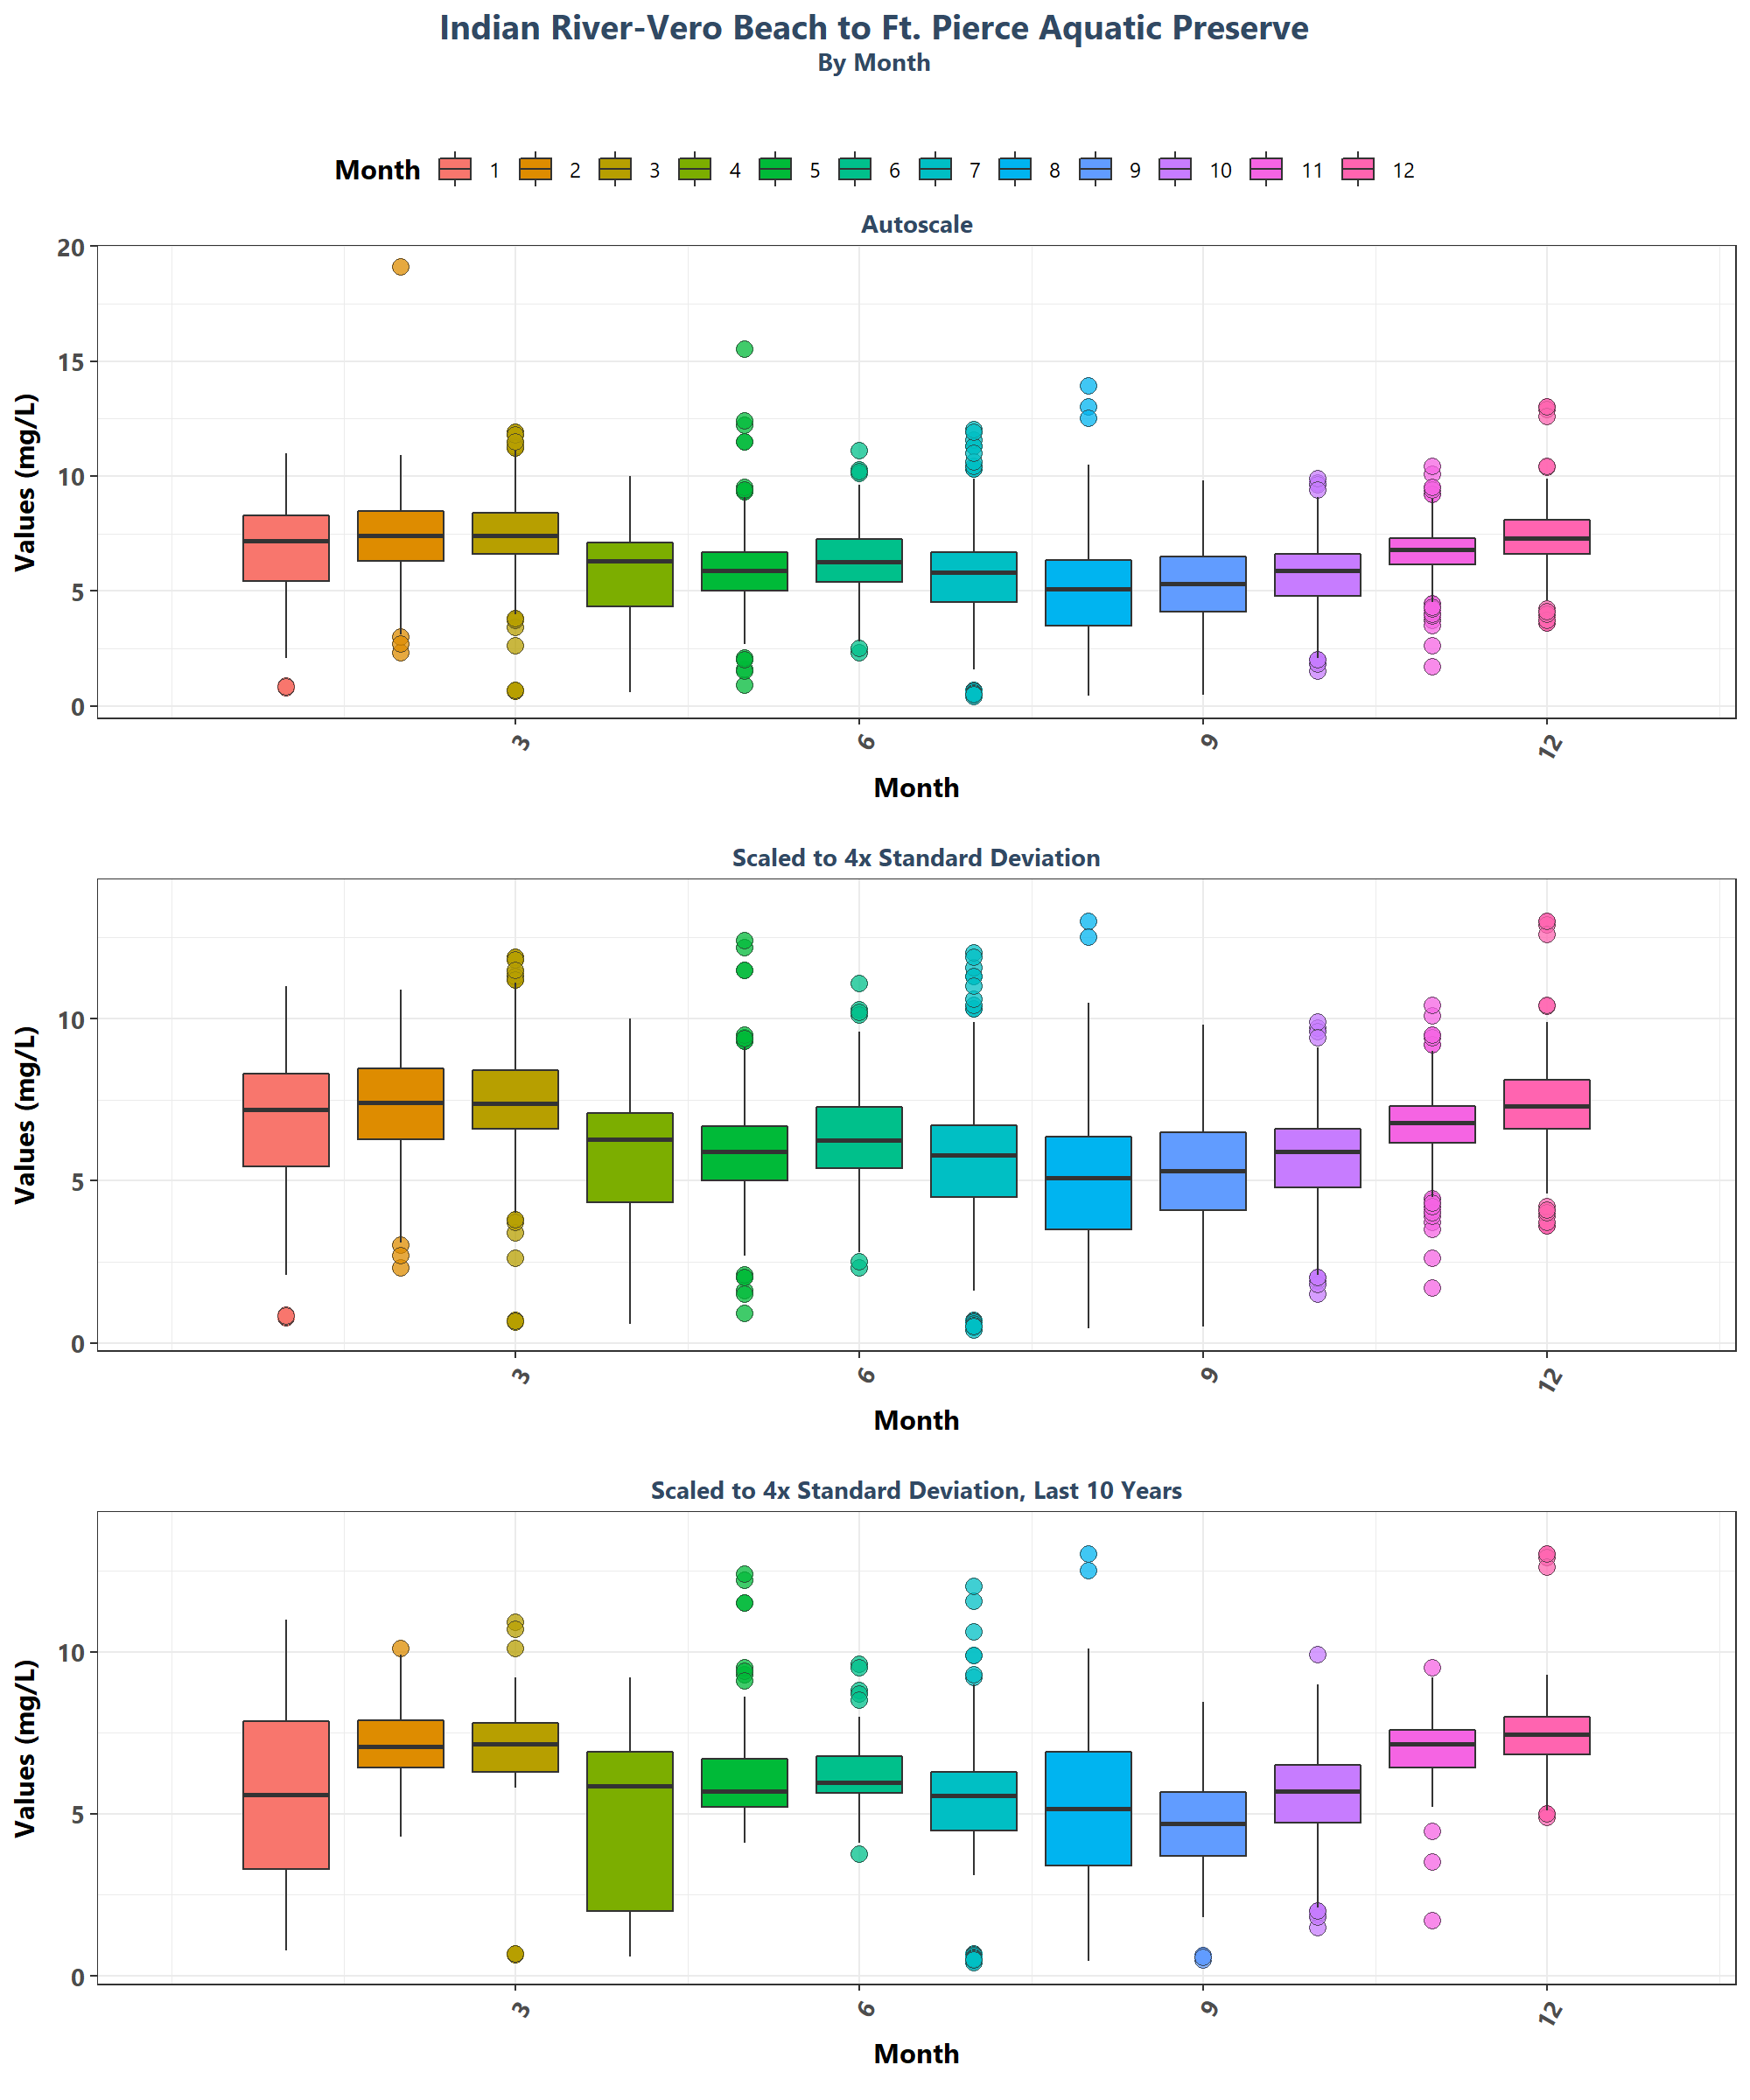 Indian River-Vero Beach to Ft. Pierce Aquatic Preserve
By Month
Month 1 2 3 4 5 6 7 8 9 10 11 12
Autoscale
Values (mg/L)
20
15
10
5
0
3 6 9 12
Month
Scaled to 4x Standard Deviation
Values (mg/L)
10
5
0
3 6 9 12
Month
Scaled to 4x Standard Deviation, Last 10 Years
Values (mg/L)
10
5
0
3 6 9 12
Month